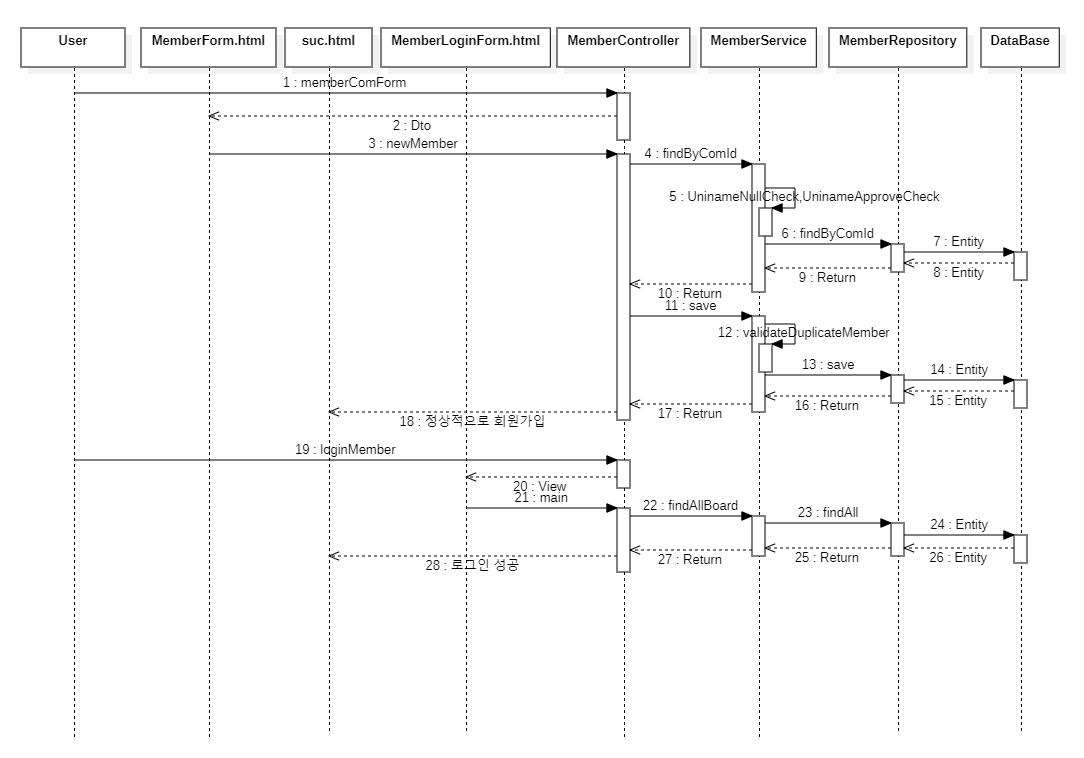 User
MemberForm.html
suc.html
MemberLoginForm.html
MemberController
MemberService
MemberRepository
DataBase
1 : memberComForm
2 : Dto
3 : newMember
4 : findByComId
5 : UninameNullCheck,UninameApproveCheck
6 : findByComId
7 : Entity
8 : Entity
9 : Return
10 : Return
11 : save
12 : validateDuplicateMember
13 : save
14 : Entity
15 : Entity
16 : Return
17 : Retrun
18 : 정상적으로 회원가입
19 : loginMember
20 : View
21 : main
22 : findAllBoard
23 : findAll
24 : Entity
25 : Return
26 : Entity
27 : Return
28 : 로그인 성공